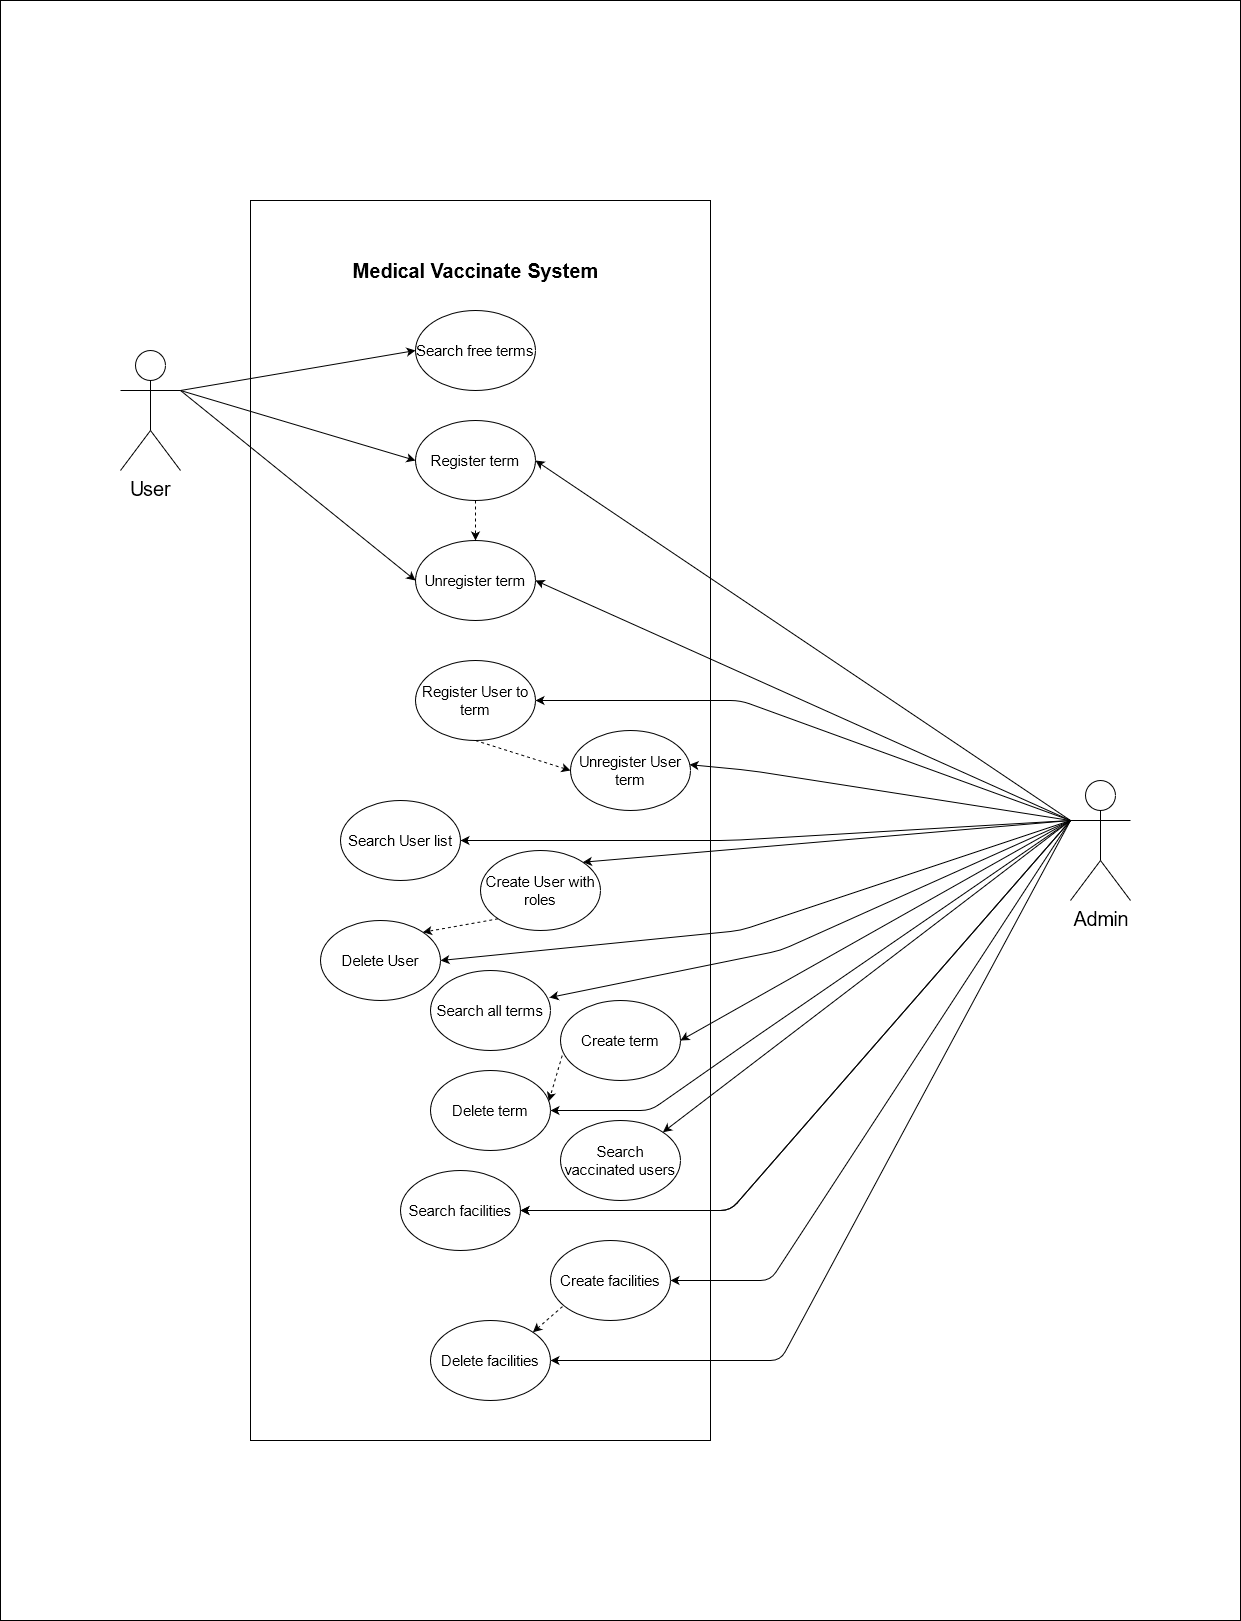 Medical Vaccinate System
Search free terms
Register term
User
Unregister term
Register User to
term
Unregister User
term
Search User list
Create User with
roles
Admin
Delete User
Search all terms
Create term
Delete term
Search
vaccinated users
Search facilities
Create facilities
Delete facilities